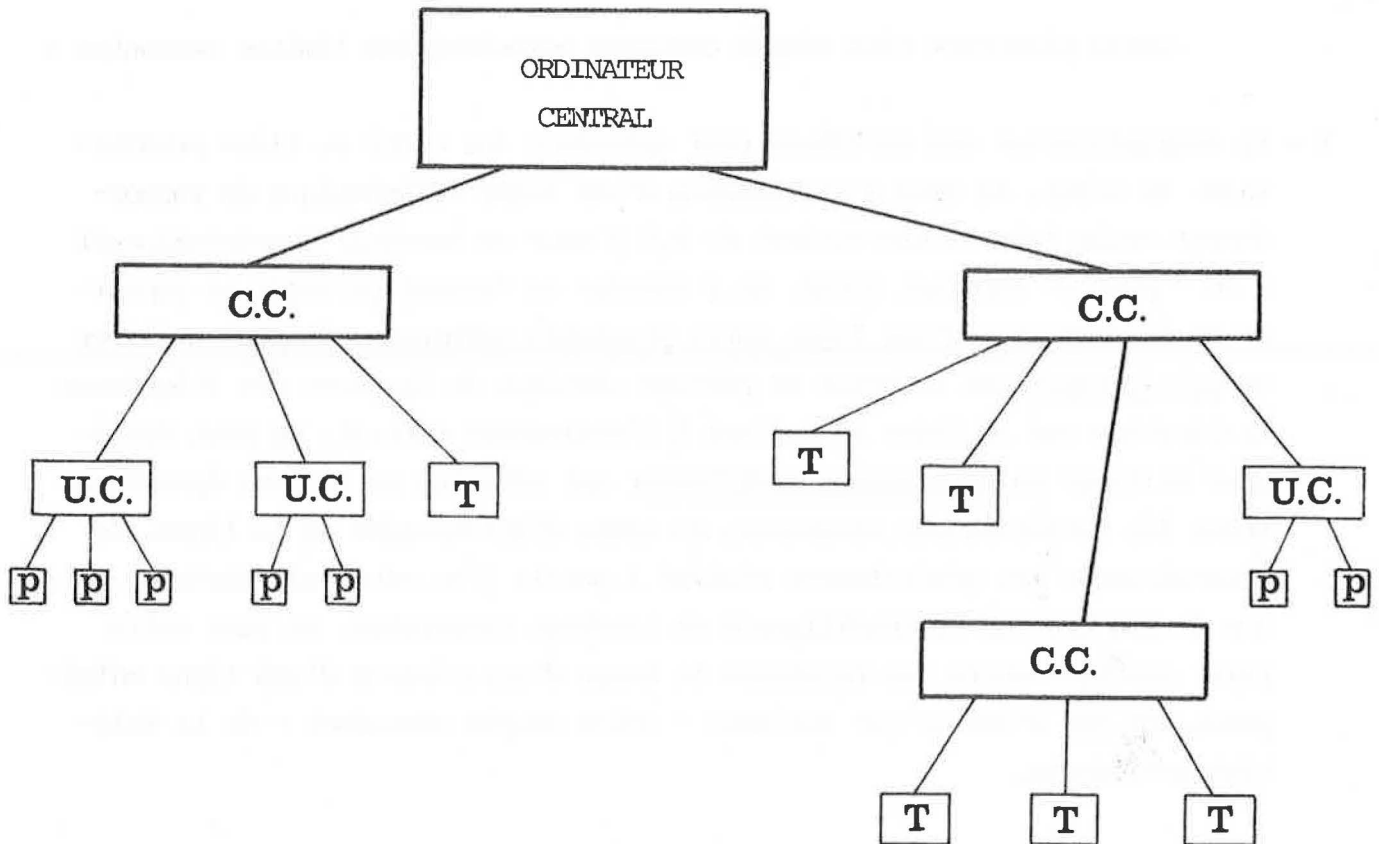 ORDINATEUR
CENTRAL
C.C. C.C.
U.C. U.C. T T T U.C.
p p p p p p p
C.C.
T T T